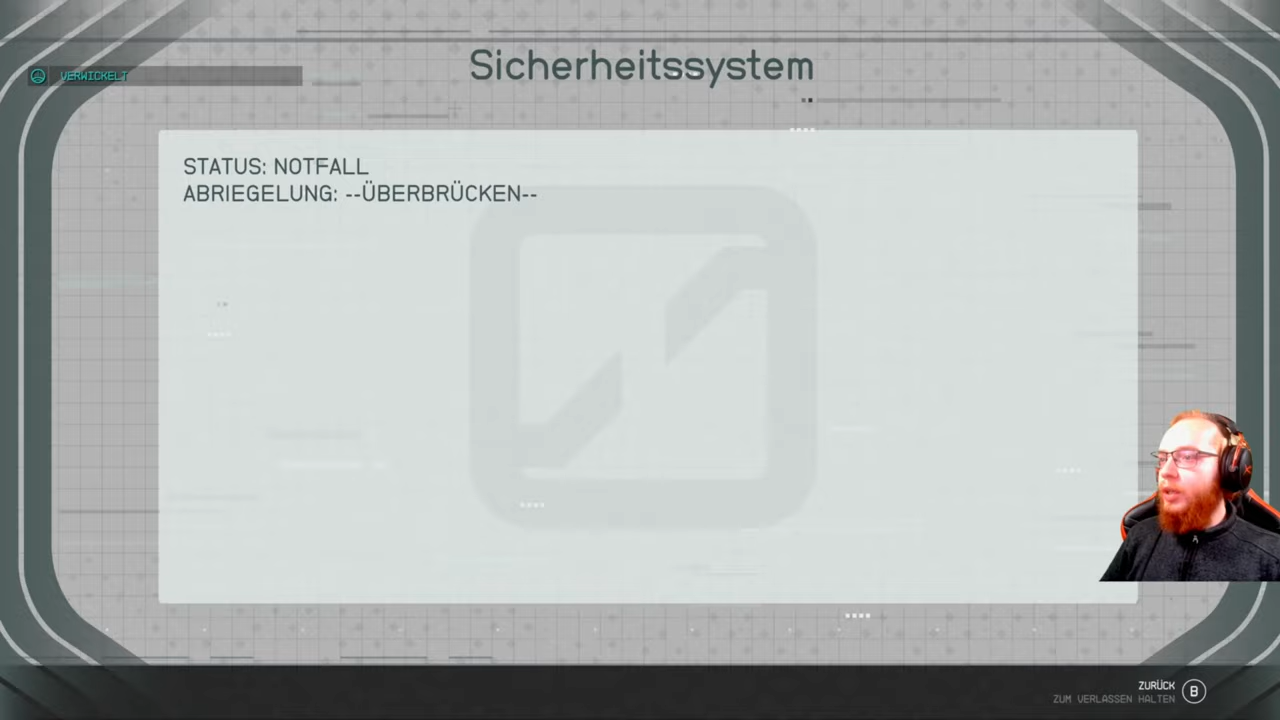 Sicherheitssystem
VERWICKELT
STATUS: NOTFALL
ABRIEGELUNG: --ÜBERBRÜCKEN--
ZURÜCK
B
ZUM VERLASSEN HALTEN